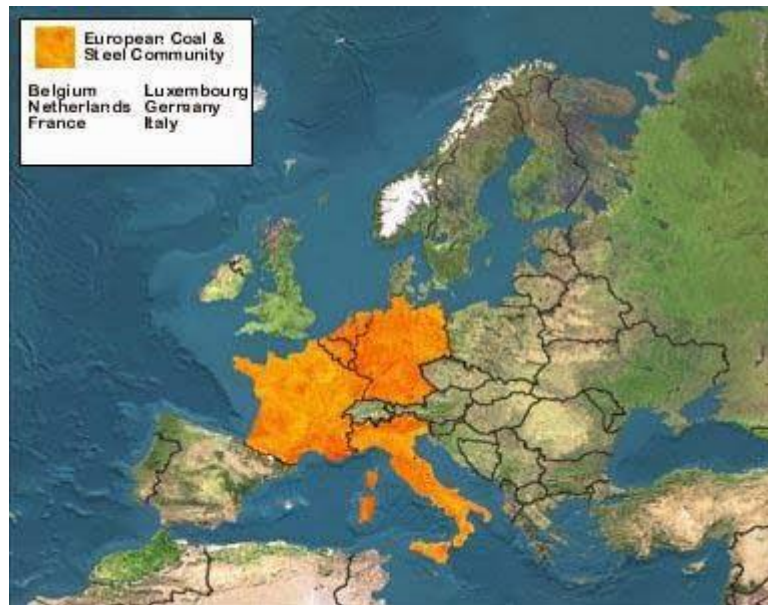 European Coal &
Steel Community
Belgium Luxembourg
Netherlands Germany
France Italy